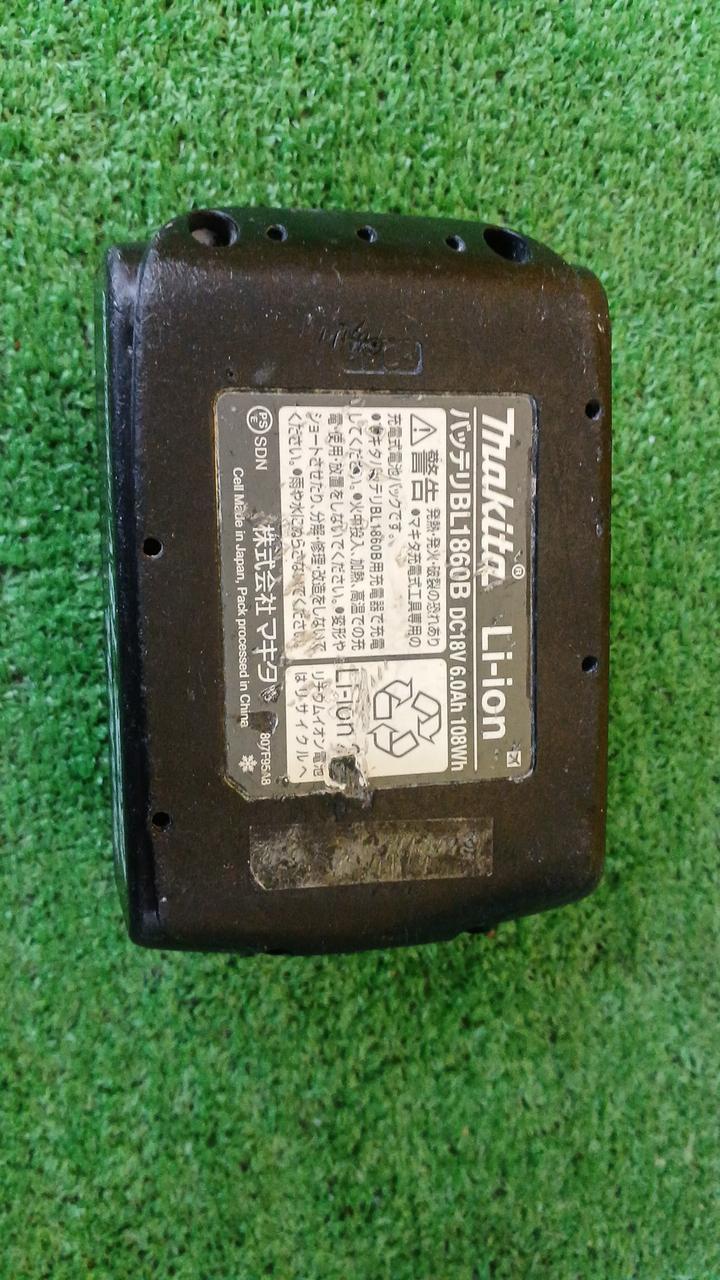 makita® Li-ion
バッテリBL1860B DC18V 6.0Ah 108Wh
警告 発熱・発火・破裂の恐れあり
●マキタ充電式工具専用の
充電式電池パックです。
●マキタバッテリBL1860B用充電器で充電
してください。●火中投入、加熱、高温での充
電・使用・放置をしないでください。●変形や
ショートさせたり、分解・修理・改造をしないで
ください。●雨や水にぬらさないでください。
Li-ion
リチウムイオン電池
はリサイクルへ
PS
E
SDN
株式会社 マキタ
Cell Made in Japan, Pack processed in China